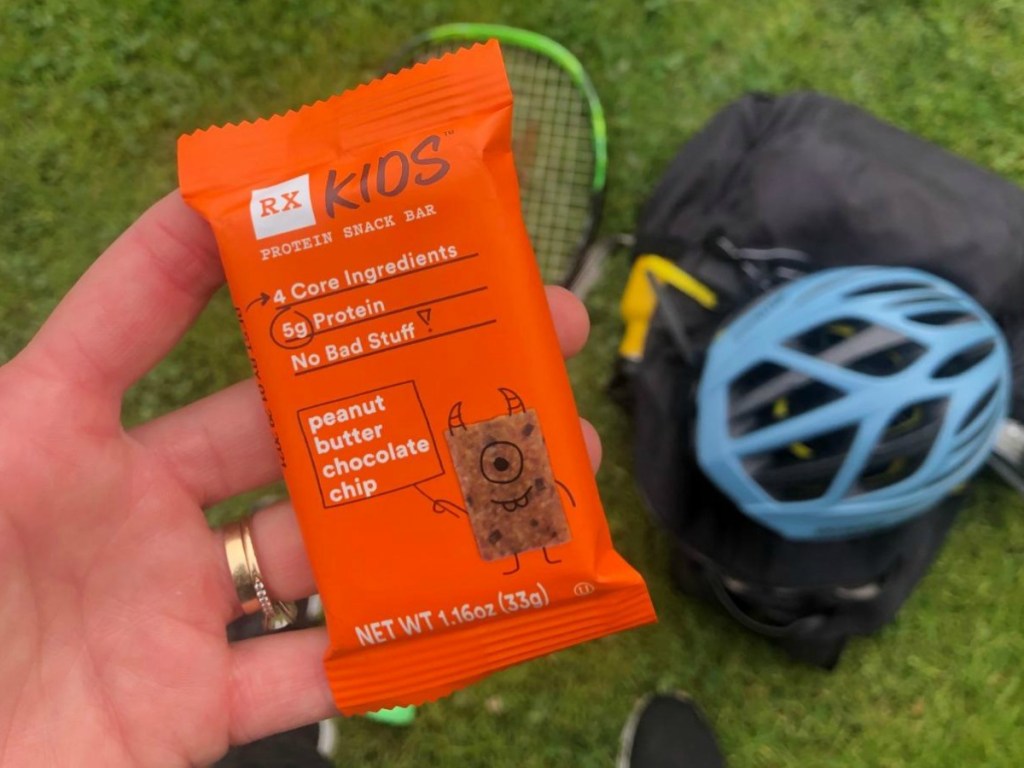 RX KIDS™
PROTEIN SNACK BAR
4 Core Ingredients
5g Protein
No Bad Stuff
peanut
butter
chocolate
chip
NET WT 1.16oz (33g)